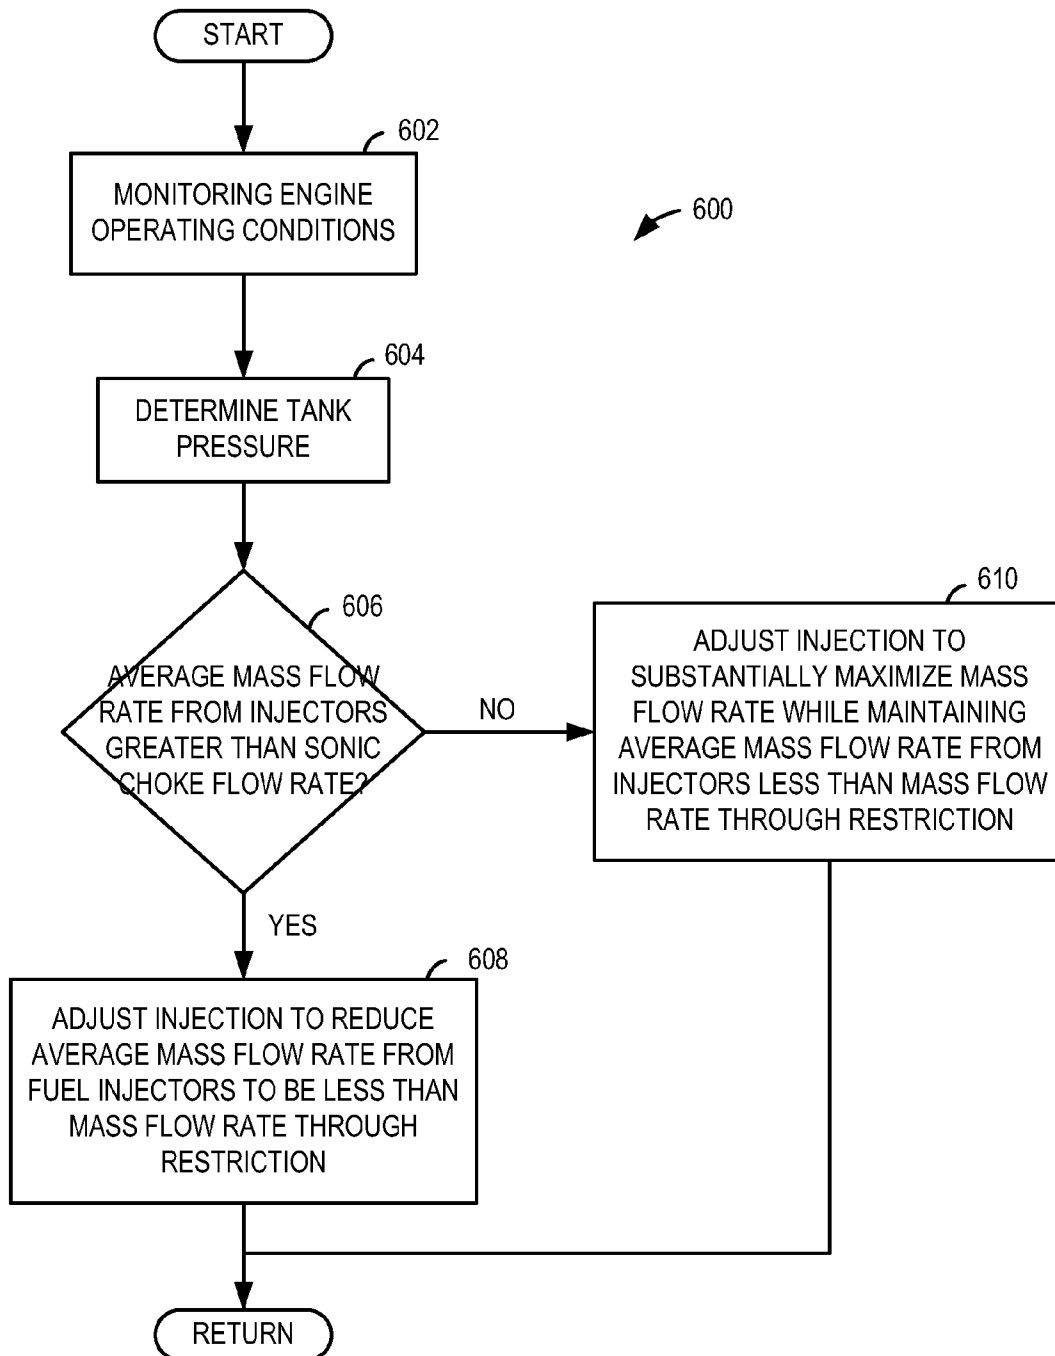 START
602
MONITORING ENGINE
OPERATING CONDITIONS
600
604
DETERMINE TANK
PRESSURE
606
AVERAGE MASS FLOW
RATE FROM INJECTORS
GREATER THAN SONIC
CHOKE FLOW RATE?
NO
610
ADJUST INJECTION TO
SUBSTANTIALLY MAXIMIZE MASS
FLOW RATE WHILE MAINTAINING
AVERAGE MASS FLOW RATE FROM
INJECTORS LESS THAN MASS FLOW
RATE THROUGH RESTRICTION
YES
608
ADJUST INJECTION TO REDUCE
AVERAGE MASS FLOW RATE FROM
FUEL INJECTORS TO BE LESS THAN
MASS FLOW RATE THROUGH
RESTRICTION
RETURN